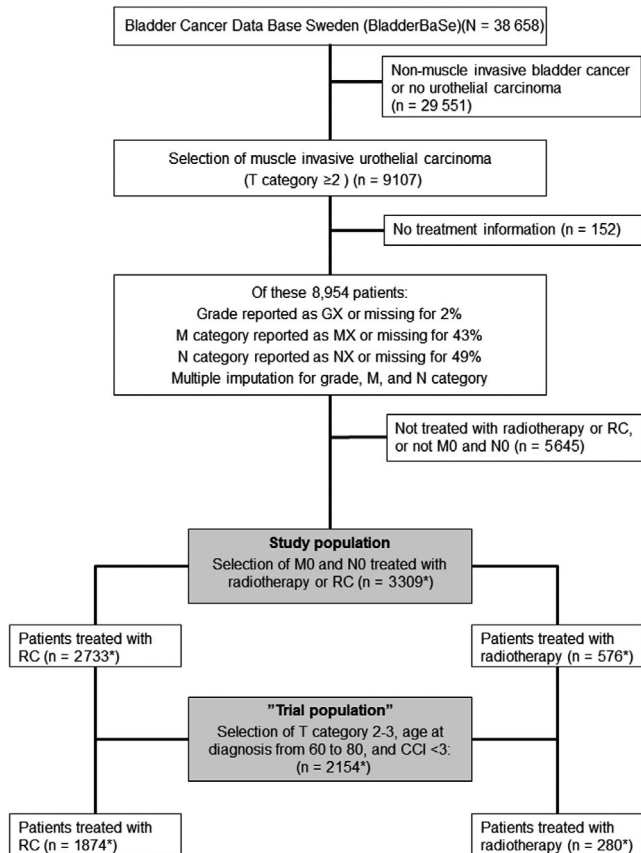 Bladder Cancer Data Base Sweden (BladderBaSe)(N = 38 658)
Non-muscle invasive bladder cancer
or no urothelial carcinoma
(n = 29 551)
Selection of muscle invasive urothelial carcinoma
(T category ≥2 ) (n = 9107)
No treatment information (n = 152)
Of these 8,954 patients:
Grade reported as GX or missing for 2%
M category reported as MX or missing for 43%
N category reported as NX or missing for 49%
Multiple imputation for grade, M, and N category
Not treated with radiotherapy or RC,
or not M0 and N0 (n = 5645)
Study population
Selection of M0 and N0 treated with
radiotherapy or RC (n = 3309*)
Patients treated with
RC (n = 2733*)
Patients treated with
radiotherapy (n = 576*)
”Trial population”
Selection of T category 2-3, age at
diagnosis from 60 to 80, and CCI <3:
(n = 2154*)
Patients treated with
RC (n = 1874*)
Patients treated with
radiotherapy (n = 280*)